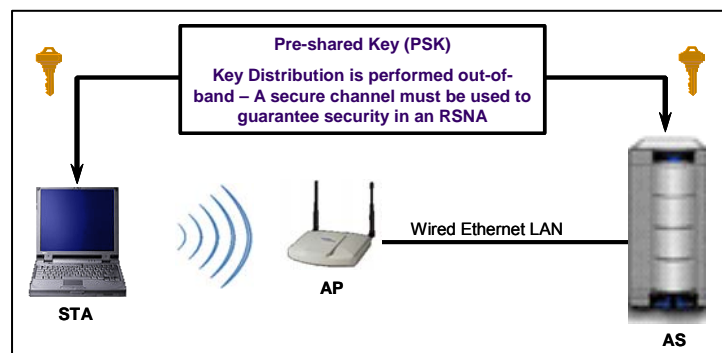 Pre-shared Key (PSK)
Key Distribution is performed out-of-
band – A secure channel must be used to
guarantee security in an RSNA
Wired Ethernet LAN
AP
STA
AS